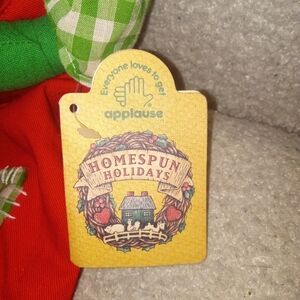 Everyone loves to get
applause
HOMESPUN
HOLIDAYS